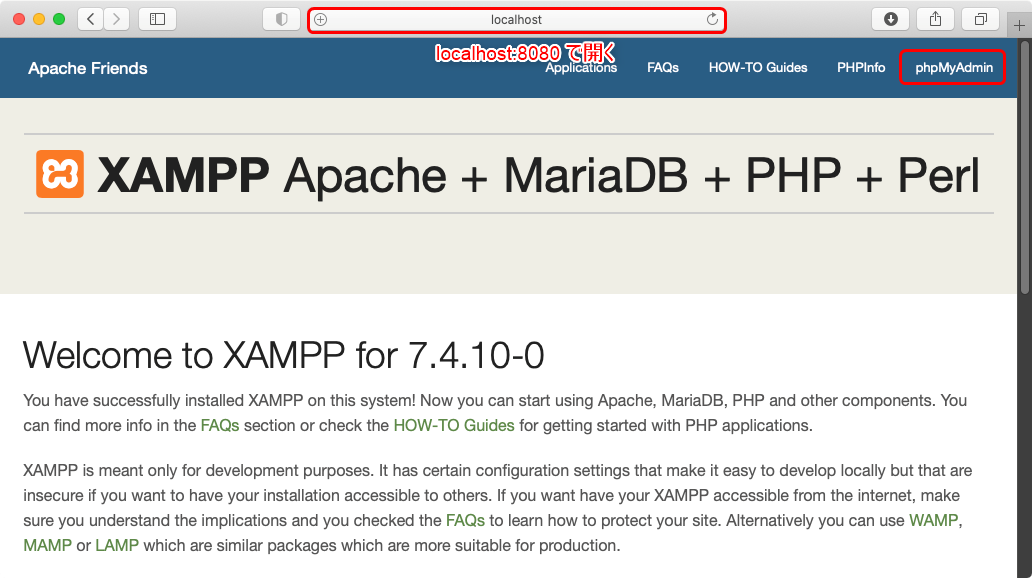 localhost
localhost:8080 で開く
Apache Friends
Applications
FAQs
HOW-TO Guides
PHPInfo
phpMyAdmin
XAMPP Apache + MariaDB + PHP + Perl
Welcome to XAMPP for 7.4.10-0
You have successfully installed XAMPP on this system! Now you can start using Apache, MariaDB, PHP and other components. You
can find more info in the FAQs section or check the HOW-TO Guides for getting started with PHP applications.
XAMPP is meant only for development purposes. It has certain configuration settings that make it easy to develop locally but that are
insecure if you want to have your installation accessible to others. If you want have your XAMPP accessible from the internet, make
sure you understand the implications and you checked the FAQs to learn how to protect your site. Alternatively you can use WAMP,
MAMP or LAMP which are similar packages which are more suitable for production.